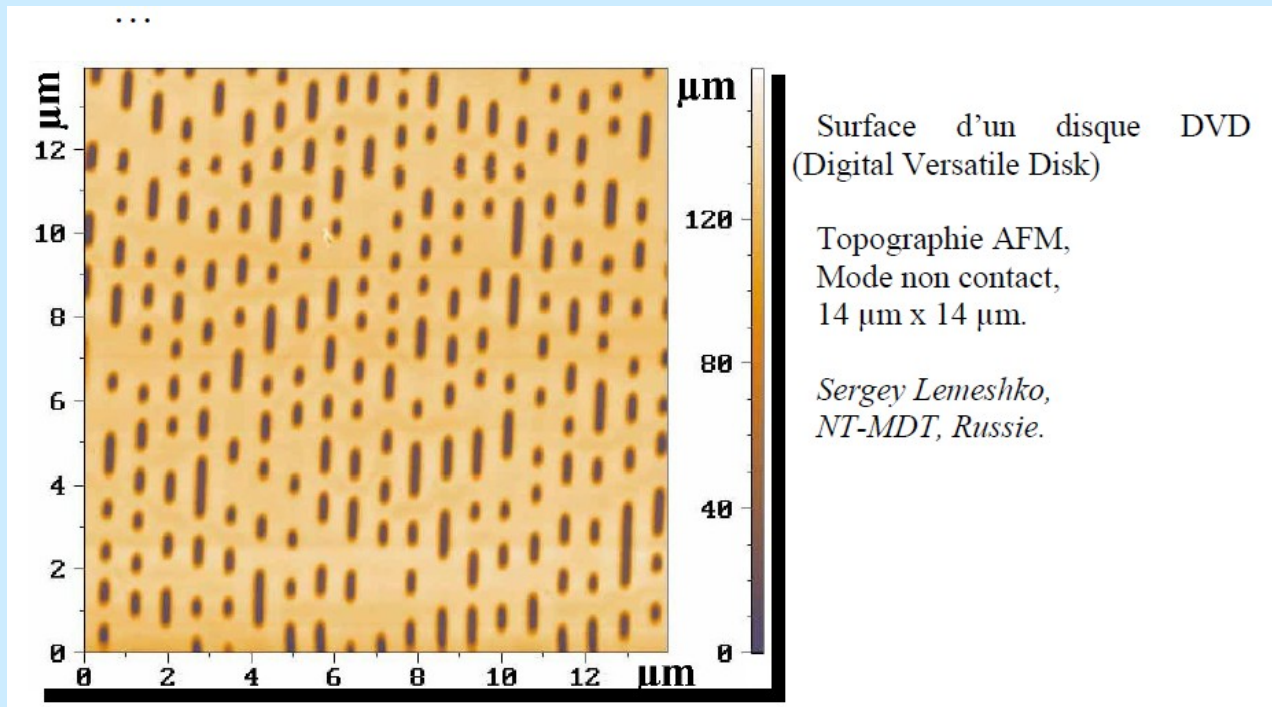 ...
µm
12
10
8
6
4
2
0
0 2 4 6 8 10 12 µm
µm
120
80
40
0
Surface d’un disque DVD
(Digital Versatile Disk)
Topographie AFM,
Mode non contact,
14 µm x 14 µm.
Sergey Lemeshko,
NT-MDT, Russie.